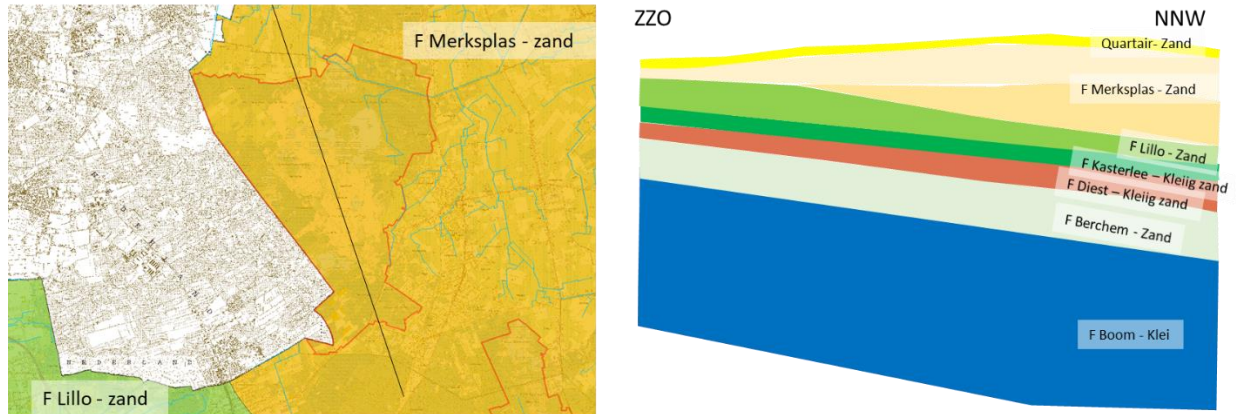 F Merksplas - zand
NEDERLAND
F Lillo - zand
ZZO
NNW
Quartair- Zand
F Merksplas - Zand
F Lillo - Zand
F Kasterlee – Kleiig zand
F Diest – Kleiig zand
F Berchem - Zand
F Boom - Klei